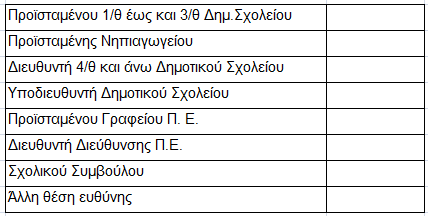 Προϊσταμένου 1/θ έως και 3/θ Δημ.Σχολείου
Προϊσταμένης Νηπιαγωγείου
Διευθυντή 4/θ και άνω Δημοτικού Σχολείου
Υποδιευθυντή Δημοτικού Σχολείου
Προϊσταμένου Γραφείου Π. Ε.
Διευθυντή Διεύθυνσης Π.Ε.
Σχολικού Συμβούλου
Άλλη θέση ευθύνης